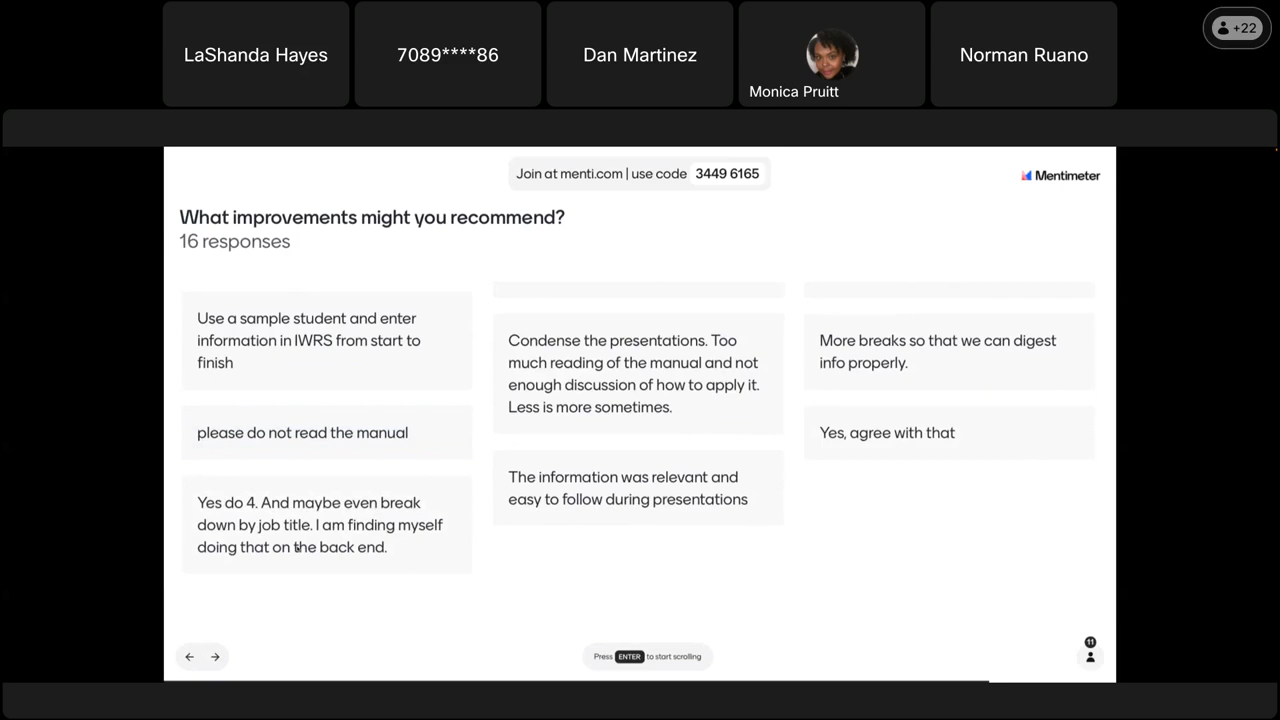 LaShanda Hayes
7089****86
Dan Martinez
Monica Pruitt
Norman Ruano
+22
Join at menti.com | use code 3449 6165
Mentimeter
What improvements might you recommend?
16 responses
Use a sample student and enter
information in IWRS from start to
finish
please do not read the manual
Yes do 4. And maybe even break
down by job title. I am finding myself
doing that on the back end.
Condense the presentations. Too
much reading of the manual and not
enough discussion of how to apply it.
Less is more sometimes.
The information was relevant and
easy to follow during presentations
More breaks so that we can digest
info properly.
Yes, agree with that
Press ENTER to start scrolling
11